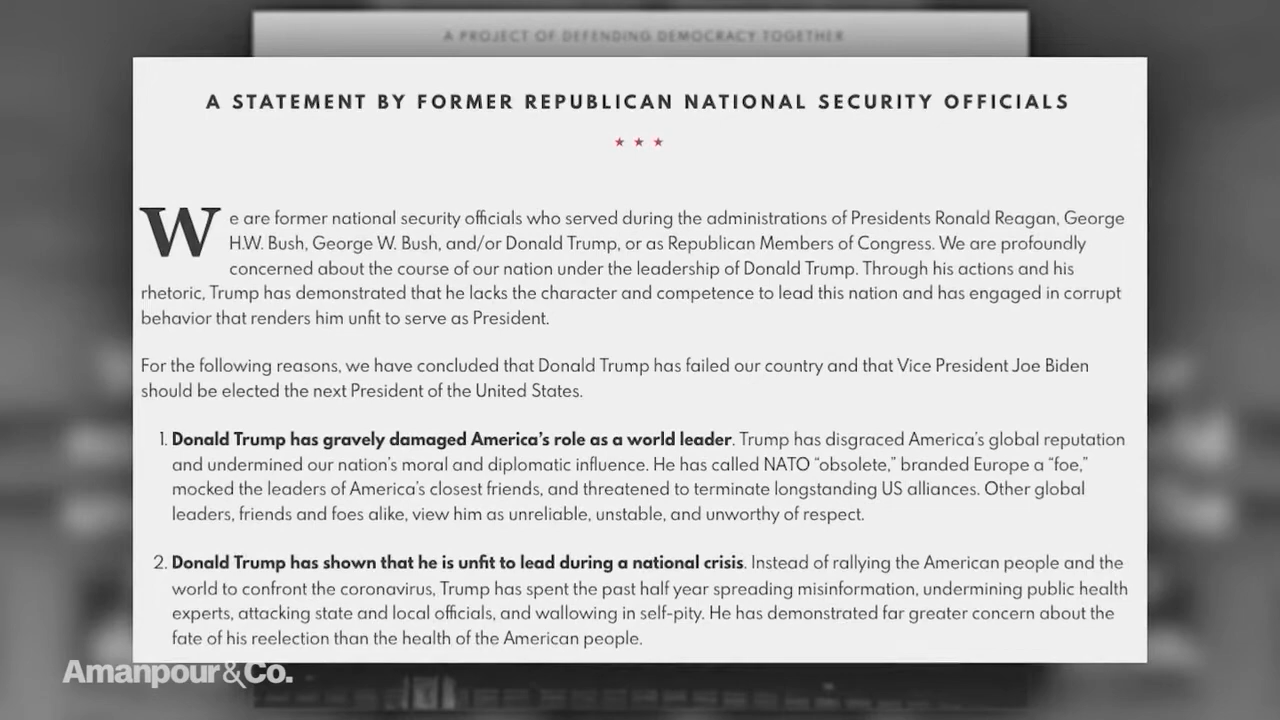 A PROJECT OF DEFENDING DEMOCRACY TOGETHER
A STATEMENT BY FORMER REPUBLICAN NATIONAL SECURITY OFFICIALS
We are former national security officials who served during the administrations of Presidents Ronald Reagan, George
H.W. Bush, George W. Bush, and/or Donald Trump, or as Republican Members of Congress. We are profoundly
concerned about the course of our nation under the leadership of Donald Trump. Through his actions and his
rhetoric, Trump has demonstrated that he lacks the character and competence to lead this nation and has engaged in corrupt
behavior that renders him unfit to serve as President.
For the following reasons, we have concluded that Donald Trump has failed our country and that Vice President Joe Biden
should be elected the next President of the United States.
1. Donald Trump has gravely damaged America's role as a world leader. Trump has disgraced America's global reputation
and undermined our nation's moral and diplomatic influence. He has called NATO “obsolete,” branded Europe a “foe,”
mocked the leaders of America's closest friends, and threatened to terminate longstanding US alliances. Other global
leaders, friends and foes alike, view him as unreliable, unstable, and unworthy of respect.
2. Donald Trump has shown that he is unfit to lead during a national crisis. Instead of rallying the American people and the
world to confront the coronavirus, Trump has spent the past half year spreading misinformation, undermining public health
experts, attacking state and local officials, and wallowing in self-pity. He has demonstrated far greater concern about the
fate of his reelection than the health of the American people.
Amanpour&Co.